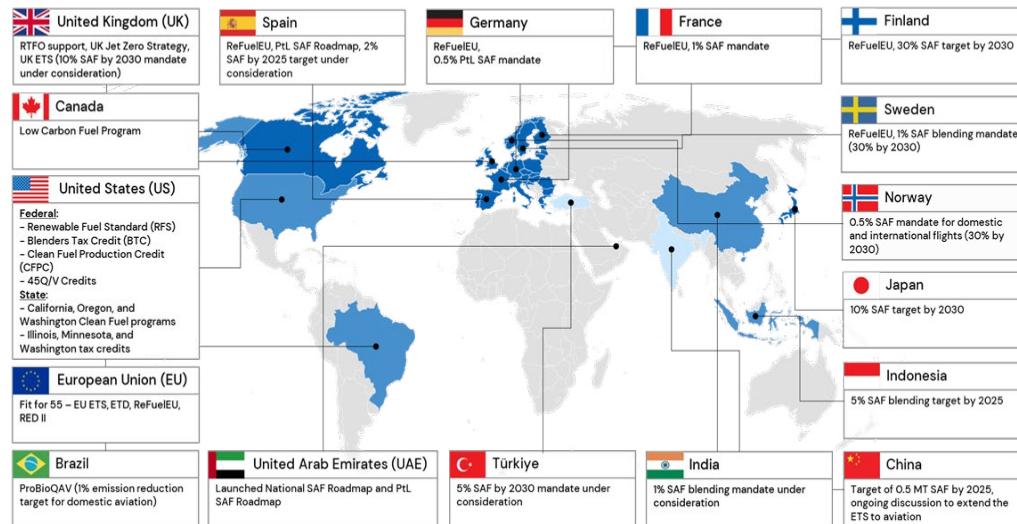 United Kingdom (UK)
RTFO support, UK Jet Zero Strategy,
UK ETS (10% SAF by 2030 mandate
under consideration)
Spain
ReFuelEU, PtL SAF Roadmap, 2%
SAF by 2025 target under
consideration
Germany
ReFuelEU,
0.5% PtL SAF mandate
France
ReFuelEU, 1% SAF mandate
Finland
ReFuelEU, 30% SAF target by 2030
Canada
Low Carbon Fuel Program
Sweden
ReFuelEU, 1% SAF blending mandate
(30% by 2030)
United States (US)
Federal:
- Renewable Fuel Standard (RFS)
- Blenders Tax Credit (BTC)
- Clean Fuel Production Credit
(CFPC)
- 45Q/V Credits
State:
- California, Oregon, and
Washington Clean Fuel programs
- Illinois, Minnesota, and
Washington tax credits
Norway
0.5% SAF mandate for domestic
and international flights (30% by
2030)
Japan
10% SAF target by 2030
European Union (EU)
Fit for 55 – EU ETS, ETD, ReFuelEU,
RED II
Indonesia
5% SAF blending target by 2025
Brazil
ProBioQAV (1% emission reduction
target for domestic aviation)
United Arab Emirates (UAE)
Launched National SAF Roadmap and PtL
SAF Roadmap
Türkiye
5% SAF by 2030 mandate under
consideration
India
1% SAF blending mandate under
consideration
China
Target of 0.5 MT SAF by 2025,
ongoing discussion to extend the
ETS to aviation